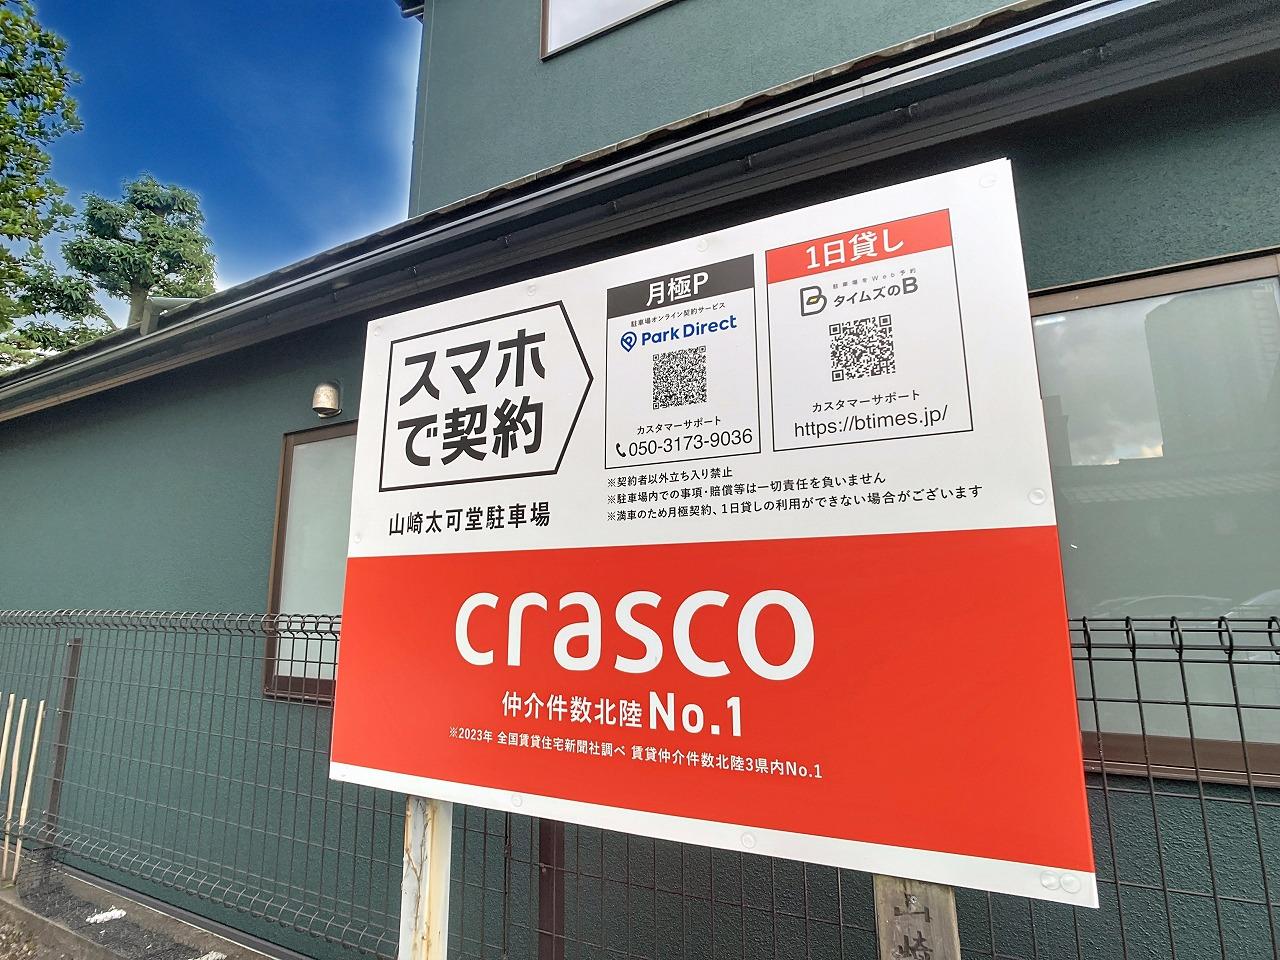 スマホ
で契約
山崎太可堂駐車場
月極P
駐車場オンライン契約サービス
Park Direct
カスタマーサポート
050-3173-9036
1日貸し
駐車場をWeb予約
タイムズのB
カスタマーサポート
https://btimes.jp/
※契約者以外立ち入り禁止
※駐車場内での事項・賠償等は一切責任を負いません
※満車のため月極契約、1日貸しの利用ができない場合がございます
crasco
仲介件数北陸No.1
※2023年 全国賃貸住宅新聞社調べ 賃貸仲介件数北陸3県内No.1
山
崎